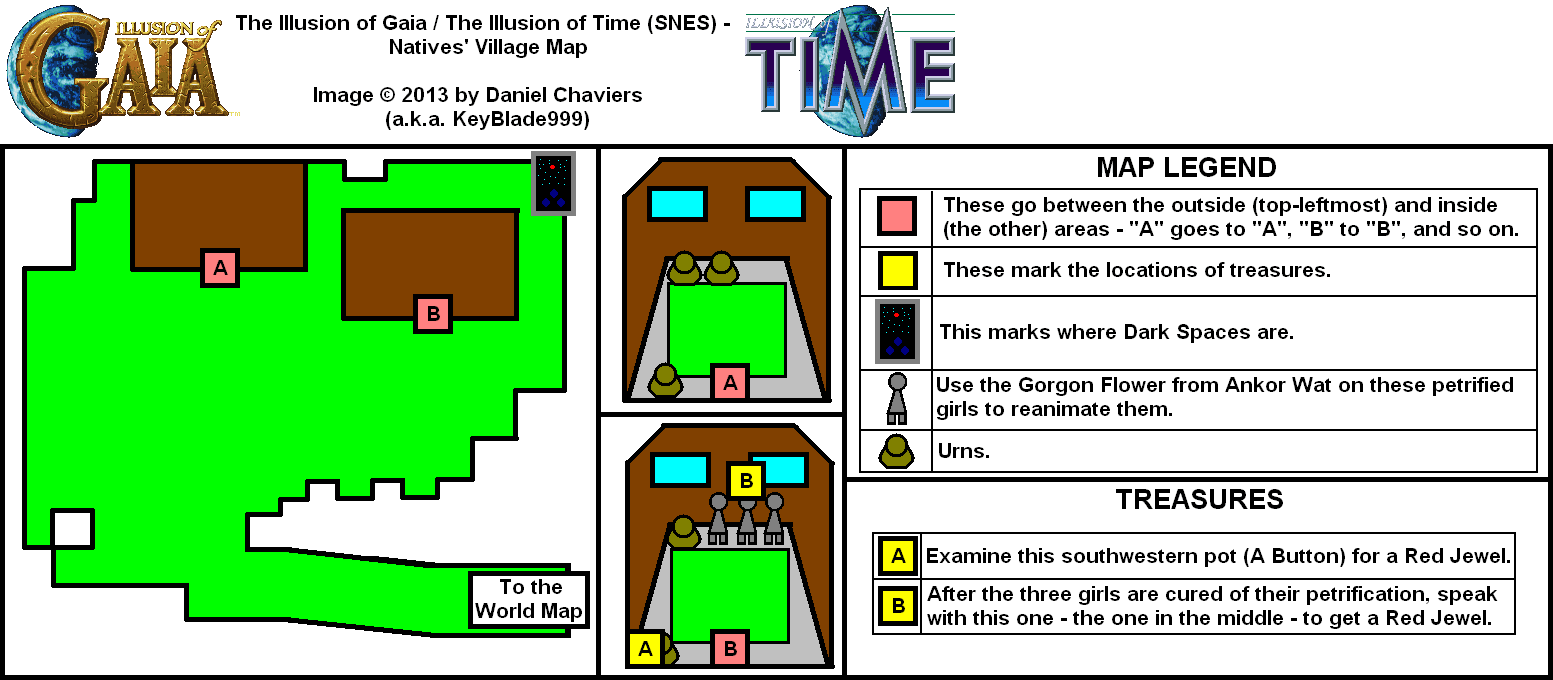 ILLUSION of
GAIA
The Illusion of Gaia / The Illusion of Time (SNES) -
Natives' Village Map
Image © 2013 by Daniel Chaviers
(a.k.a. KeyBlade999)
ILLUSION of
TIME
A
B
To the
World Map
A
B
A
B
MAP LEGEND
These go between the outside (top-leftmost) and inside
(the other) areas - "A" goes to "A", "B" to "B", and so on.
These mark the locations of treasures.
This marks where Dark Spaces are.
Use the Gorgon Flower from Ankor Wat on these petrified
girls to reanimate them.
Urns.
TREASURES
A
Examine this southwestern pot (A Button) for a Red Jewel.
B
After the three girls are cured of their petrification, speak
with this one - the one in the middle - to get a Red Jewel.